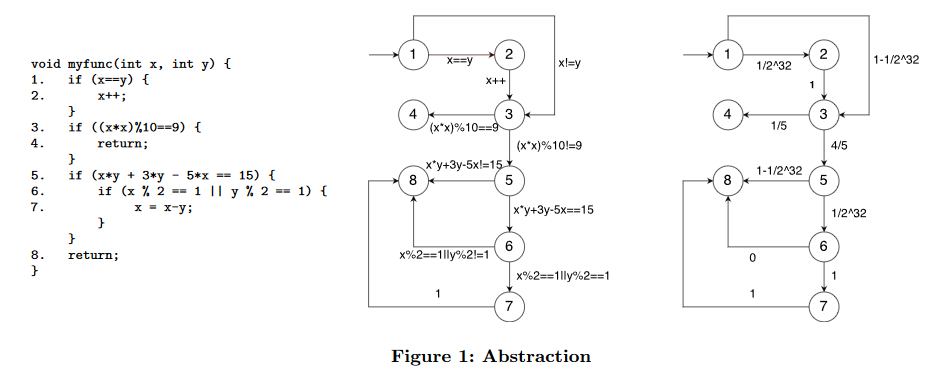 void myfunc(int x, int y) {
1. if (x==y) {
2. x++;
}
3. if ((x*x)%10==9) {
4. return;
}
5. if (x*y + 3*y - 5*x == 15) {
6. if (x % 2 == 1 || y % 2 == 1) {
7. x = x-y;
}
}
8. return;
}
1
x==y
2
x!=y
x++
4
(x*x)%10==9
3
(x*x)%10!=9
8
x*y+3y-5x!=15
5
x*y+3y-5x==15
6
x%2==1||y%2!=1
x%2==1||y%2==1
1
7
1
1/2^32
2
1-1/2^32
1
4
1/5
3
4/5
8
1-1/2^32
5
1/2^32
6
0
1
1
7
Figure 1: Abstraction